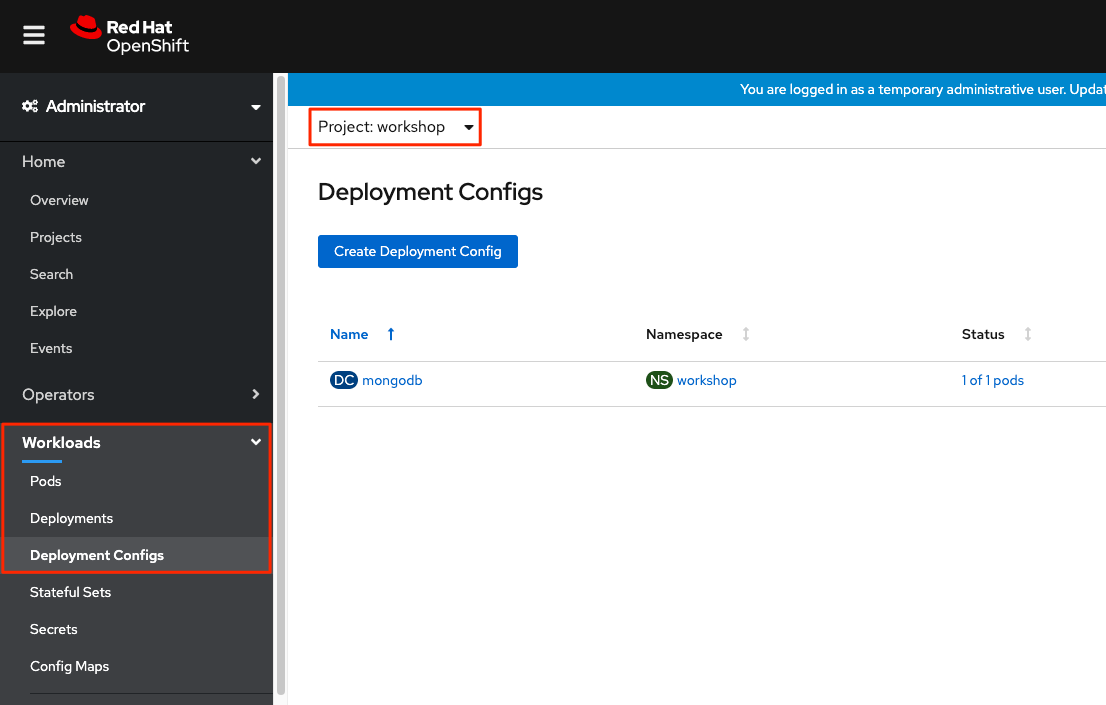 Red Hat
OpenShift
Administrator
You are logged in as a temporary administrative user. Updat
Project: workshop
Home
Overview
Projects
Search
Explore
Events
Operators
Workloads
Pods
Deployments
Deployment Configs
Stateful Sets
Secrets
Config Maps
Deployment Configs
Create Deployment Config
Name Namespace Status
DC mongodb NS workshop 1 of 1 pods